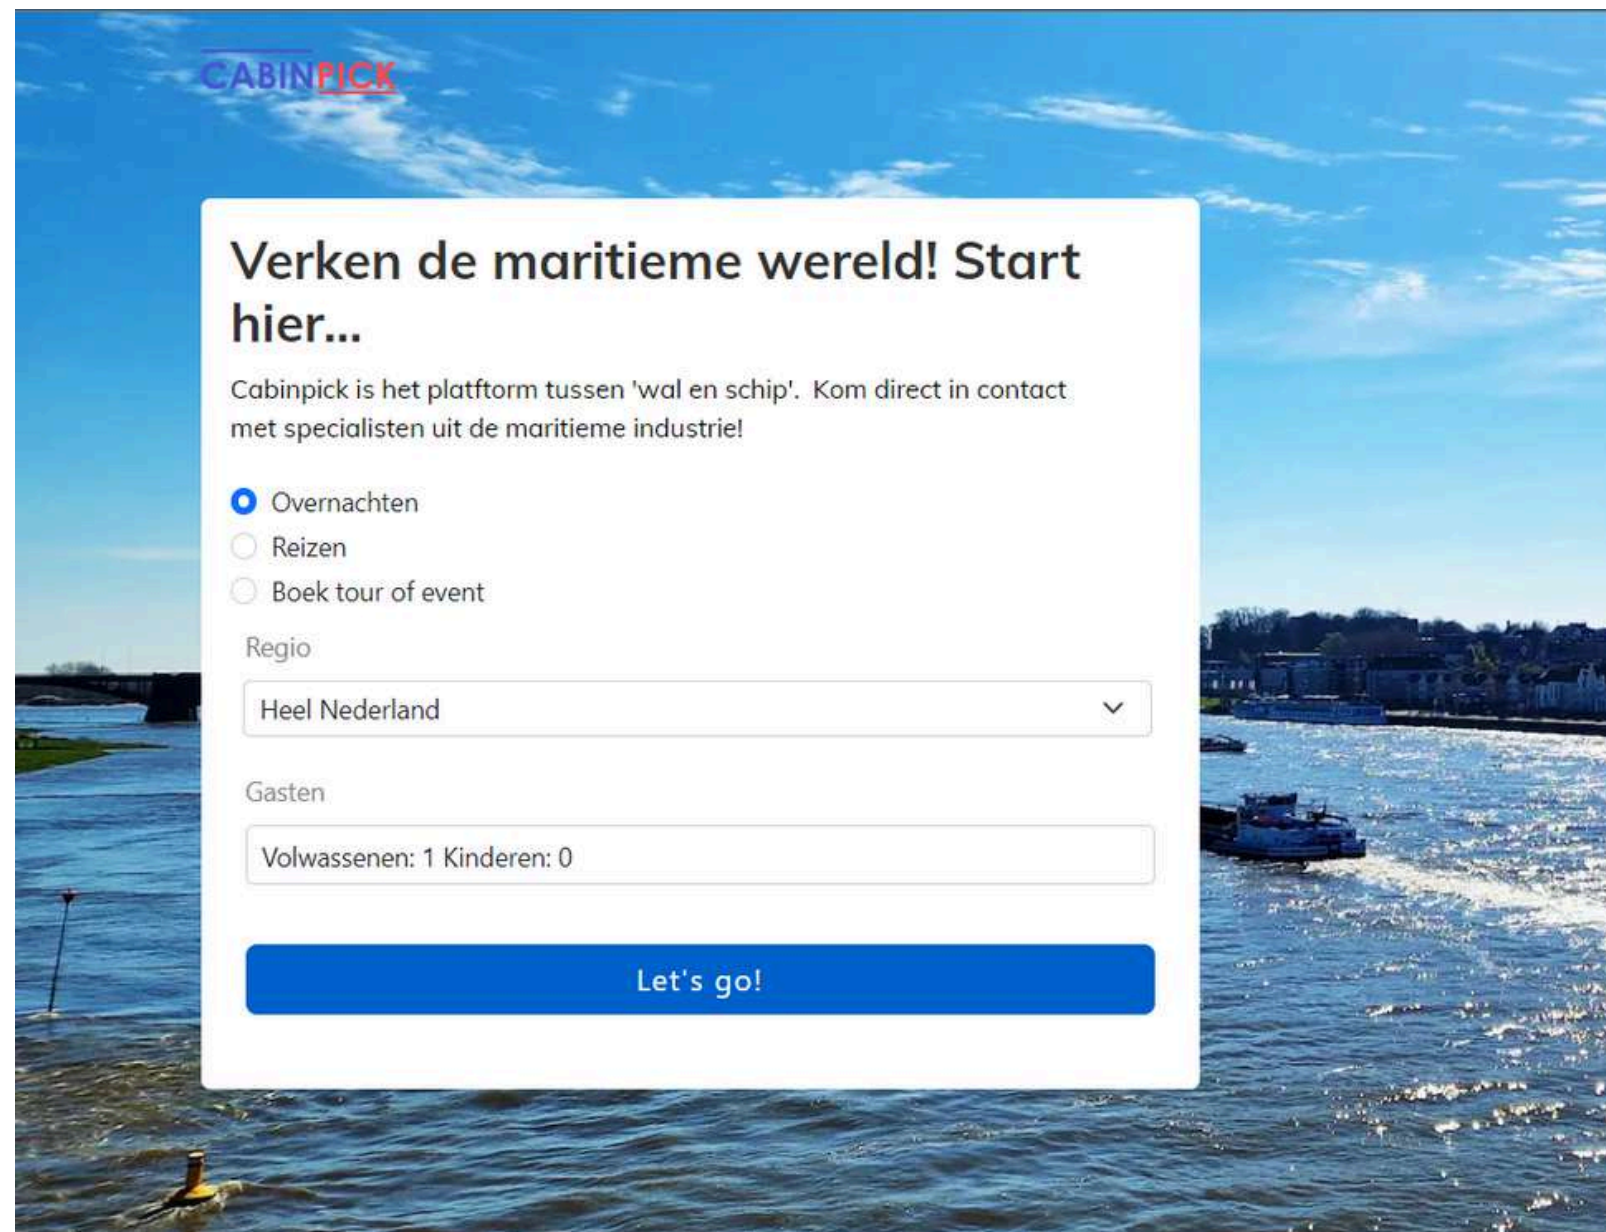 CABINPICK
Verken de maritieme wereld! Start
hier...
Cabinpick is het platftorm tussen 'wal en schip'.  Kom direct in contact
met specialisten uit de maritieme industrie!
Overnachten
Reizen
Boek tour of event
Regio
Heel Nederland
Gasten
Volwassenen: 1 Kinderen: 0
Let's go!